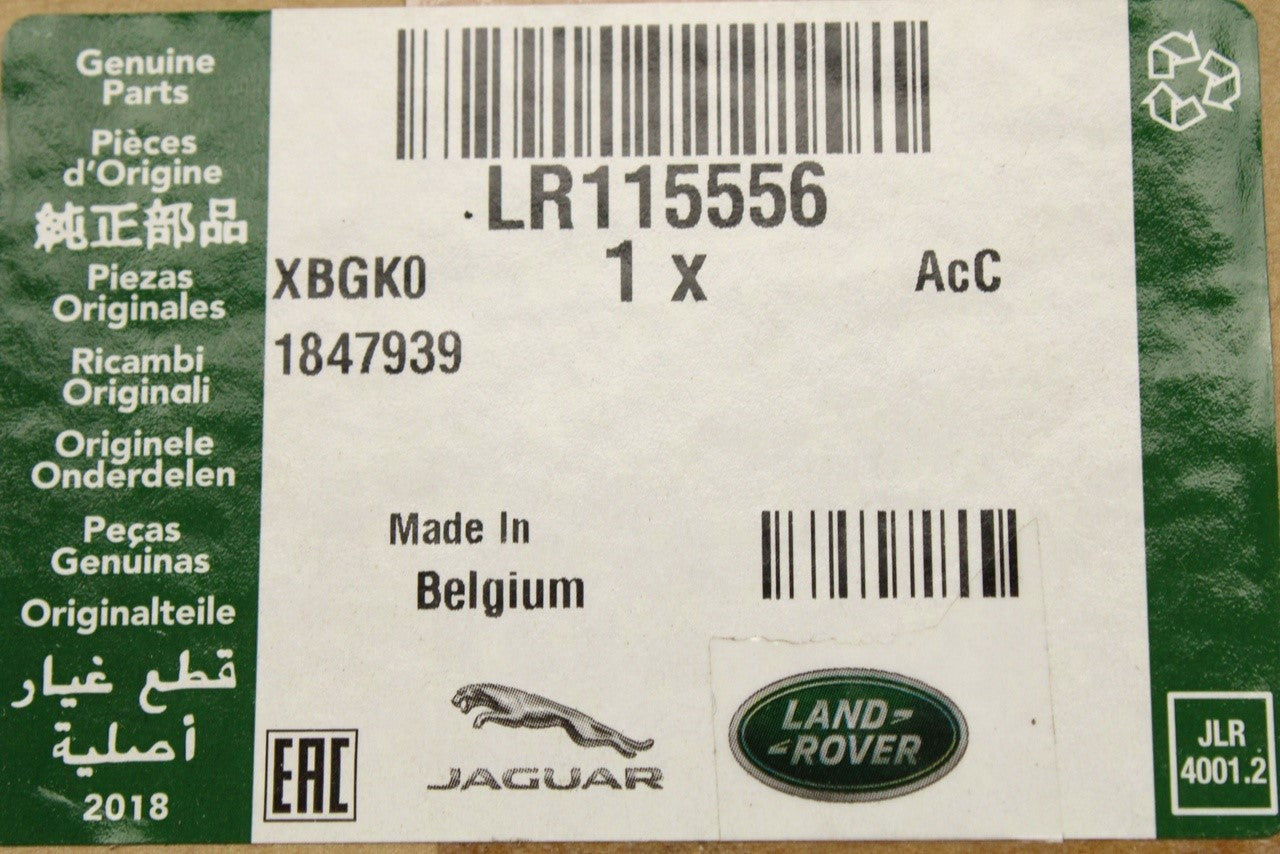 Genuine
Parts
Pièces
d'Origine
純正部品
Piezas
Originales
Ricambi
Originali
Originele
Onderdelen
Peças
Genuinas
Originalteile
قطع غيار
أصلية
2018
LR115556
XBGK0
1 x
AcC
1847939
Made In
Belgium
EAC
JAGUAR
LAND-
-ROVER
JLR
4001.2